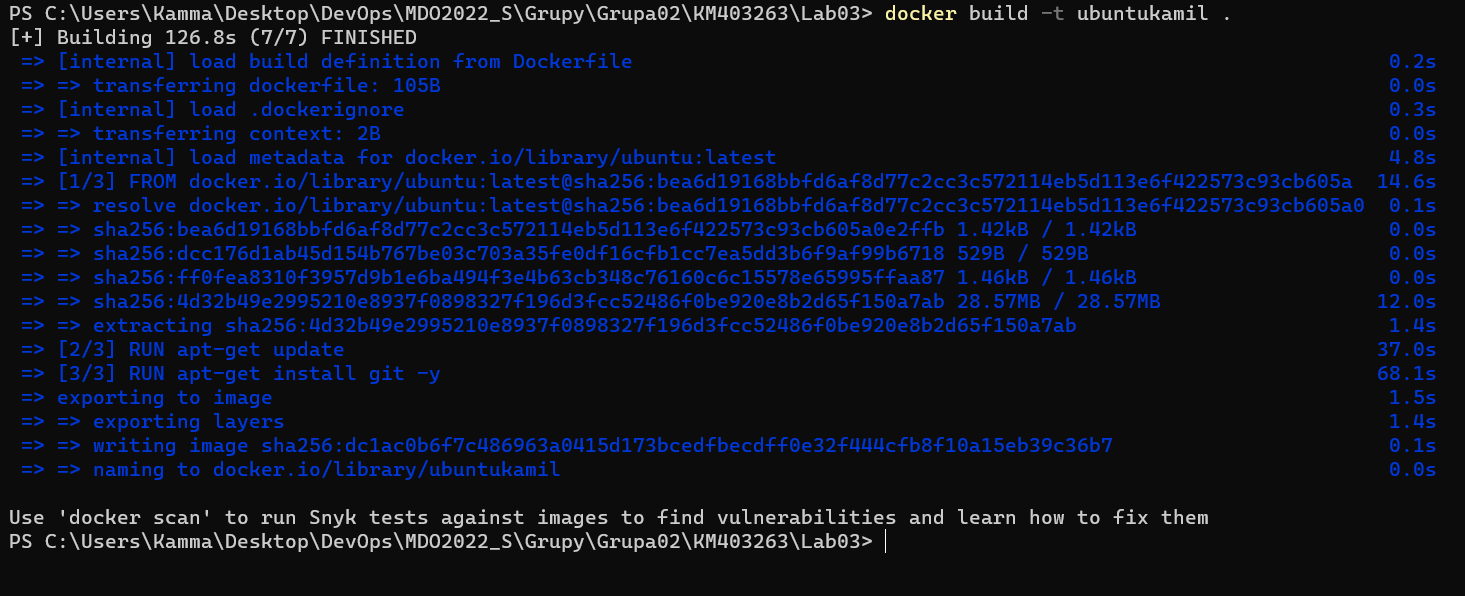 PS C:\Users\Kamma\Desktop\DevOps\MDO2022_S\Grupy\Grupa02\KM403263\Lab03> docker build -t ubuntukamil .
[+] Building 126.8s (7/7) FINISHED
=> [internal] load build definition from Dockerfile 0.2s
=> => transferring dockerfile: 105B 0.0s
=> [internal] load .dockerignore 0.3s
=> => transferring context: 2B 0.0s
=> [internal] load metadata for docker.io/library/ubuntu:latest 4.8s
=> [1/3] FROM docker.io/library/ubuntu:latest@sha256:bea6d19168bbfd6af8d77c2cc3c572114eb5d113e6f422573c93cb605a 14.6s
=> => resolve docker.io/library/ubuntu:latest@sha256:bea6d19168bbfd6af8d77c2cc3c572114eb5d113e6f422573c93cb605a0 0.1s
=> => sha256:bea6d19168bbfd6af8d77c2cc3c572114eb5d113e6f422573c93cb605a0e2ffb 1.42kB / 1.42kB 0.0s
=> => sha256:dcc176d1ab45d154b767be03c703a35fe0df16cfb1cc7ea5dd3b6f9af99b6718 529B / 529B 0.0s
=> => sha256:ff0fea8310f3957d9b1e6ba494f3e4b63cb348c76160c6c15578e65995ffaa87 1.46kB / 1.46kB 0.0s
=> => sha256:4d32b49e2995210e8937f0898327f196d3fcc52486f0be920e8b2d65f150a7ab 28.57MB / 28.57MB 12.0s
=> => extracting sha256:4d32b49e2995210e8937f0898327f196d3fcc52486f0be920e8b2d65f150a7ab 1.4s
=> [2/3] RUN apt-get update 37.0s
=> [3/3] RUN apt-get install git -y 68.1s
=> exporting to image 1.5s
=> => exporting layers 1.4s
=> => writing image sha256:dc1ac0b6f7c486963a0415d173bcedfbecdff0e32f444cfb8f10a15eb39c36b7 0.1s
=> => naming to docker.io/library/ubuntukamil 0.0s
Use 'docker scan' to run Snyk tests against images to find vulnerabilities and learn how to fix them
PS C:\Users\Kamma\Desktop\DevOps\MDO2022_S\Grupy\Grupa02\KM403263\Lab03>